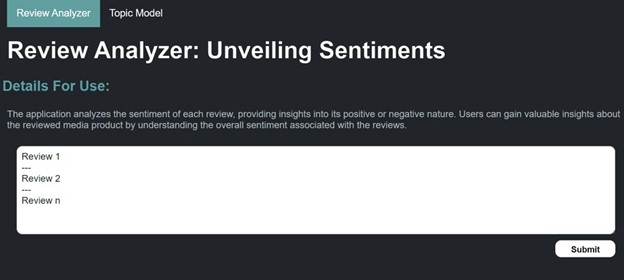 Review Analyzer Topic Model
Review Analyzer: Unveiling Sentiments
Details For Use:
The application analyzes the sentiment of each review, providing insights into its positive or negative nature. Users can gain valuable insights about
the reviewed media product by understanding the overall sentiment associated with the reviews.
Review 1
---
Review 2
---
Review n
Submit